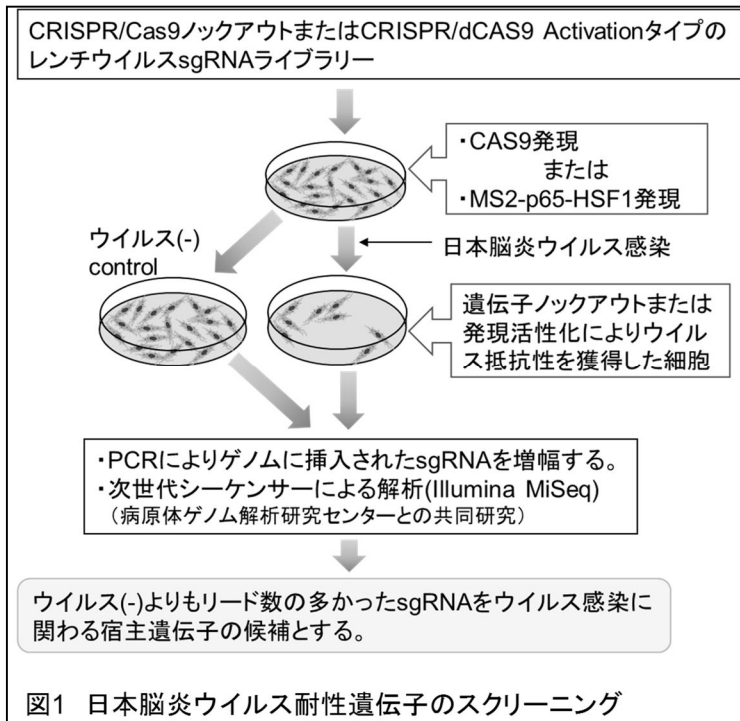 CRISPR/Cas9ノックアウトまたはCRISPR/dCAS9 Activationタイプの
レンチウイルスsgRNAライブラリー
・CAS9発現
または
・MS2-p65-HSF1発現
ウイルス(-)
control
日本脳炎ウイルス感染
遺伝子ノックアウトまたは
発現活性化によりウイル
ス抵抗性を獲得した細胞
・PCRによりゲノムに挿入されたsgRNAを増幅する。
・次世代シーケンサーによる解析(Illumina MiSeq)
（病原体ゲノム解析研究センターとの共同研究）
ウイルス(-)よりもリード数の多かったsgRNAをウイルス感染に
関わる宿主遺伝子の候補とする。
図1 日本脳炎ウイルス耐性遺伝子のスクリーニング